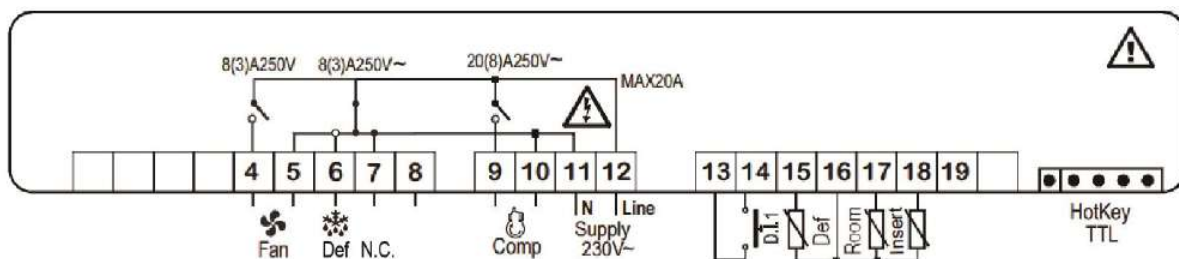 8(3)A250V 8(3)A250V~ 20(8)A250V~
MAX20A
4 5 6 7 8 9 10 11 12 13 14 15 16 17 18 19
N Line
Fan Def N.C. Comp Supply
230V~
D.I.1 Def Room Insert
HotKey
TTL